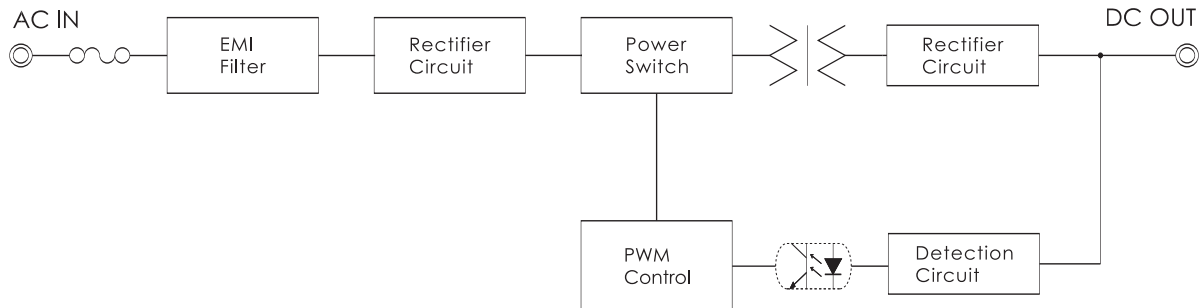 AC IN
DC OUT
EMI
Filter
Rectifier
Circuit
Power
Switch
Rectifier
Circuit
PWM
Control
Detection
Circuit